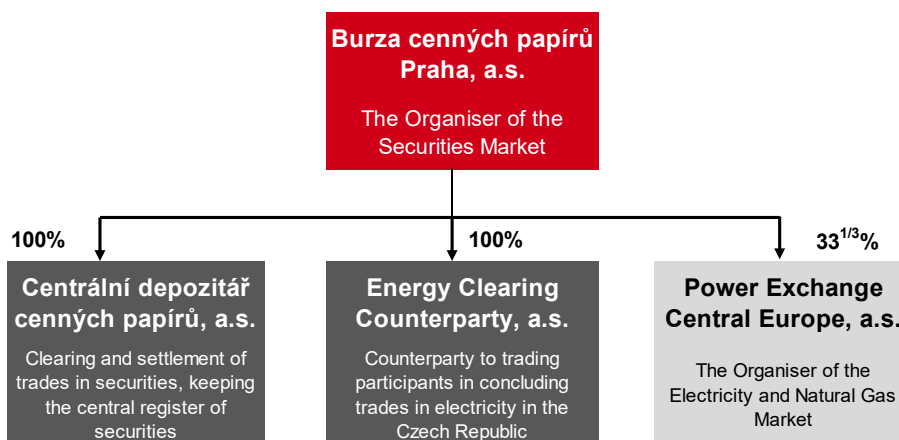 Burza cenných papírů
Praha, a.s.
The Organiser of the
Securities Market
100%
100%
33^1/3%
Centrální depozitář
cenných papírů, a.s.
Clearing and settlement of
trades in securities, keeping
the central register of
securities
Energy Clearing
Counterparty, a.s.
Counterparty to trading
participants in concluding
trades in electricity in the
Czech Republic
Power Exchange
Central Europe, a.s.
The Organiser of the
Electricity and Natural Gas
Market